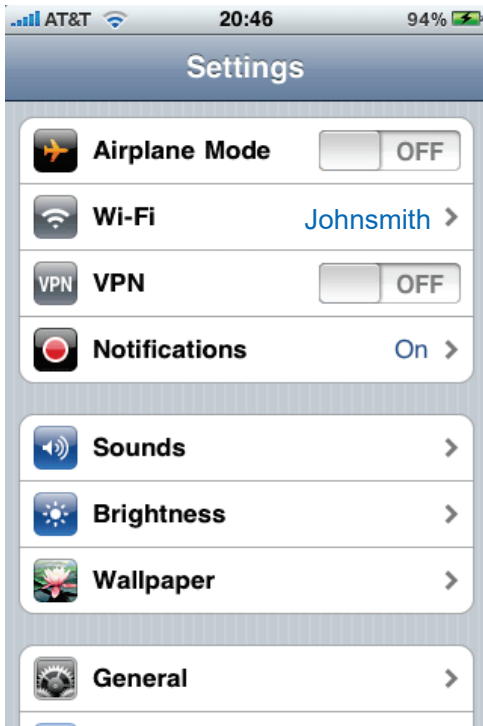 AT&T 20:46 94%
Settings
Airplane Mode OFF
Wi-Fi Johnsmith
VPN VPN OFF
Notifications On
Sounds
Brightness
Wallpaper
General